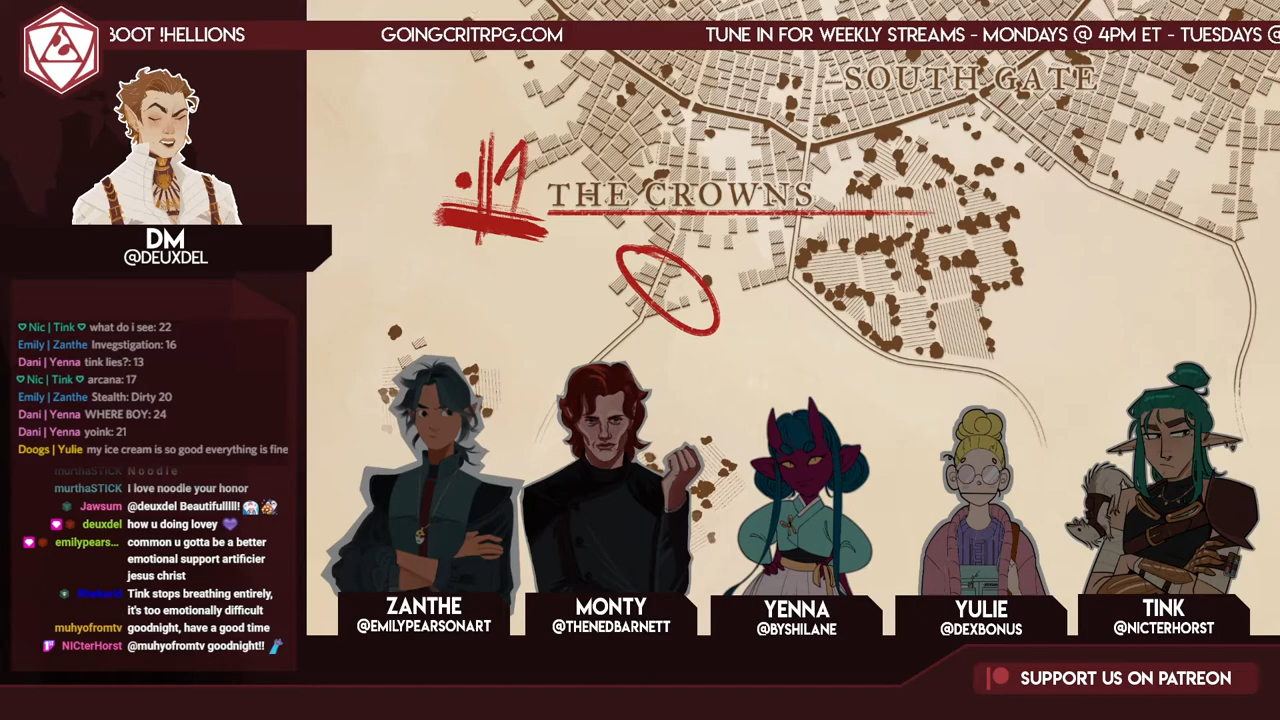 BOOT !HELLIONS
GOINGCRITRPG.COM
TUNE IN FOR WEEKLY STREAMS - MONDAYS @ 4PM ET - TUESDAYS @
SOUTH GATE
THE CROWNS
DM
@DEUXDEL
Nic | Tink what do i see: 22
Emily | Zanthe Invegstigation: 16
Dani | Yenna tink lies?: 13
Nic | Tink arcana: 17
Emily | Zanthe Stealth: Dirty 20
Dani | Yenna WHERE BOY: 24
Dani | Yenna yoink: 21
Doogs | Yulie my ice cream is so good everything is fine
murthaSTICK N o o d l e
murthaSTICK I love noodle your honor
Jawsum @deuxdel Beautifulllll!
deuxdel how u doing lovey
emilypears... common u gotta be a better
emotional support artificier
jesus christ
Tink stops breathing entirely,
it's too emotionally difficult
muhyofromtv goodnight, have a good time
NICterHorst @muhyofromtv goodnight!!
ZANTHE
@EMILYPEARSONART
MONTY
@THENEDBARNETT
YENNA
@BYSHILANE
YULIE
@DEXBONUS
TINK
@NICTERHORST
SUPPORT US ON PATREON